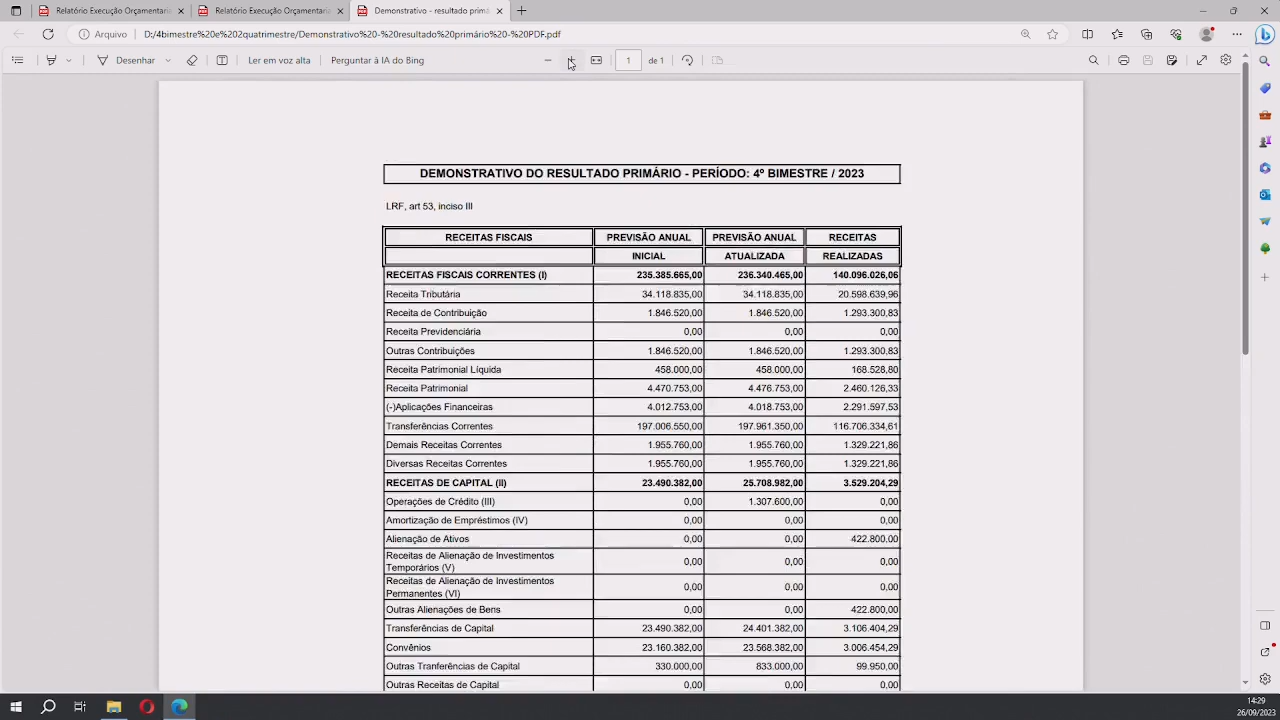 Relatório Execução Orçamentaria
Relatório Execução Orçamentaria
Demonstrativo - resultado primá
Arquivo
D:/4bimestre%20e%202quatrimestre/Demonstrativo%20-%20resultado%20primário%20-%20PDF.pdf
Desenhar
Ler em voz alta
Perguntar à IA do Bing
1
de 1
DEMONSTRATIVO DO RESULTADO PRIMÁRIO - PERÍODO: 4º BIMESTRE / 2023
LRF, art 53, inciso III
RECEITAS FISCAIS PREVISÃO ANUAL PREVISÃO ANUAL RECEITAS
INICIAL ATUALIZADA REALIZADAS
RECEITAS FISCAIS CORRENTES (I) 235.385.665,00 236.340.465,00 140.096.026,06
Receita Tributária 34.118.835,00 34.118.835,00 20.598.639,96
Receita de Contribuição 1.846.520,00 1.846.520,00 1.293.300,83
Receita Previdenciária 0,00 0,00 0,00
Outras Contribuições 1.846.520,00 1.846.520,00 1.293.300,83
Receita Patrimonial Líquida 458.000,00 458.000,00 168.528,80
Receita Patrimonial 4.470.753,00 4.476.753,00 2.460.126,33
(-)Aplicações Financeiras 4.012.753,00 4.018.753,00 2.291.597,53
Transferências Correntes 197.006.550,00 197.961.350,00 116.706.334,61
Demais Receitas Correntes 1.955.760,00 1.955.760,00 1.329.221,86
Diversas Receitas Correntes 1.955.760,00 1.955.760,00 1.329.221,86
RECEITAS DE CAPITAL (II) 23.490.382,00 25.708.982,00 3.529.204,29
Operações de Crédito (III) 0,00 1.307.600,00 0,00
Amortização de Empréstimos (IV) 0,00 0,00 0,00
Alienação de Ativos 0,00 0,00 422.800,00
Receitas de Alienação de Investimentos
Temporários (V) 0,00 0,00 0,00
Receitas de Alienação de Investimentos
Permanentes (VI) 0,00 0,00 0,00
Outras Alienações de Bens 0,00 0,00 422.800,00
Transferências de Capital 23.490.382,00 24.401.382,00 3.106.404,29
Convênios 23.160.382,00 23.568.382,00 3.006.454,29
Outras Tranferências de Capital 330.000,00 833.000,00 99.950,00
Outras Receitas de Capital 0,00 0,00 0,00
14:29
26/09/2023